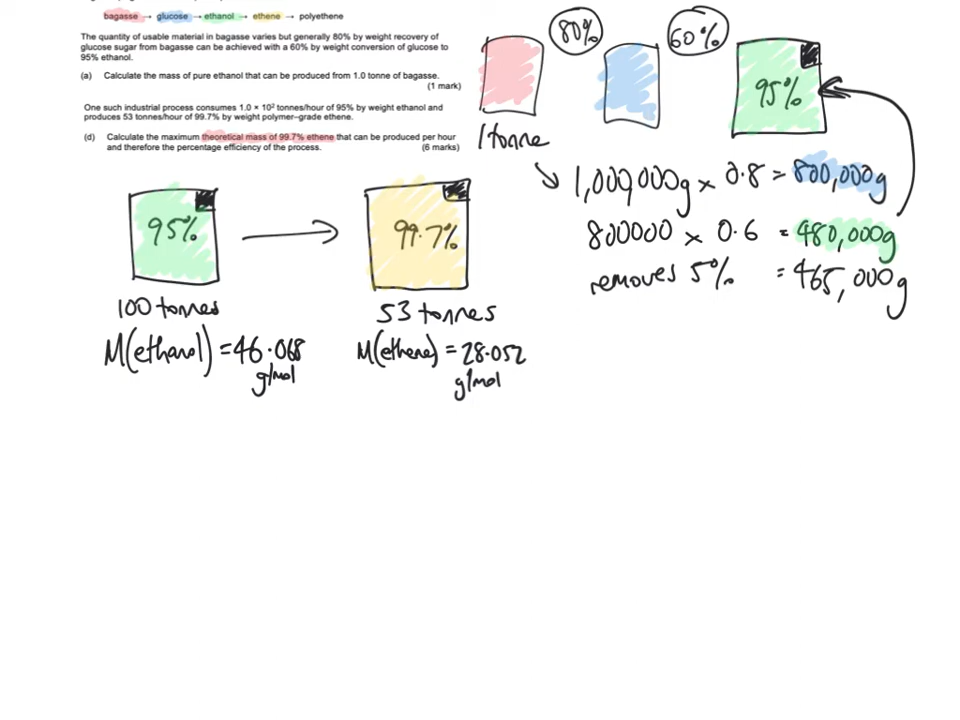 bagasse → glucose → ethanol → ethene → polyethene
The quantity of usable material in bagasse varies but generally 80% by weight recovery of
glucose sugar from bagasse can be achieved with a 60% by weight conversion of glucose to
95% ethanol.
(a) Calculate the mass of pure ethanol that can be produced from 1.0 tonne of bagasse.
(1 mark)
One such industrial process consumes 1.0 × 10² tonnes/hour of 95% by weight ethanol and
produces 53 tonnes/hour of 99.7% by weight polymer–grade ethene.
(d) Calculate the maximum theoretical mass of 99.7% ethene that can be produced per hour
and therefore the percentage efficiency of the process. (6 marks)
80%
60%
95%
1 tonne
↘ 1,000,000g × 0.8 = 800,000g
800000 × 0.6 = 480,000g
removes 5% = 465,000g
95% → 99.7%
100 tonnes 53 tonnes
M(ethanol) = 46.068 g/mol
M(ethene) = 28.052 g/mol